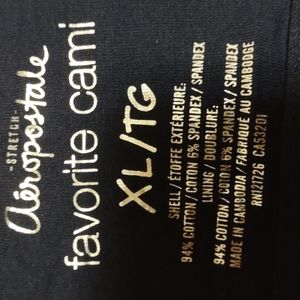 -STRETCH-
aéropostale
favorite cami
XL/TG
SHELL/ÉTOFFE EXTÉRIEURE:
94% COTTON/COTON 6% SPANDEX/SPANDEX
LINING/DOUBLURE:
94% COTTON/COTON 6% SPANDEX/SPANDEX
MADE IN CAMBODIA/FABRIQUÉ AU CAMBODGE
RN121720 CA53201